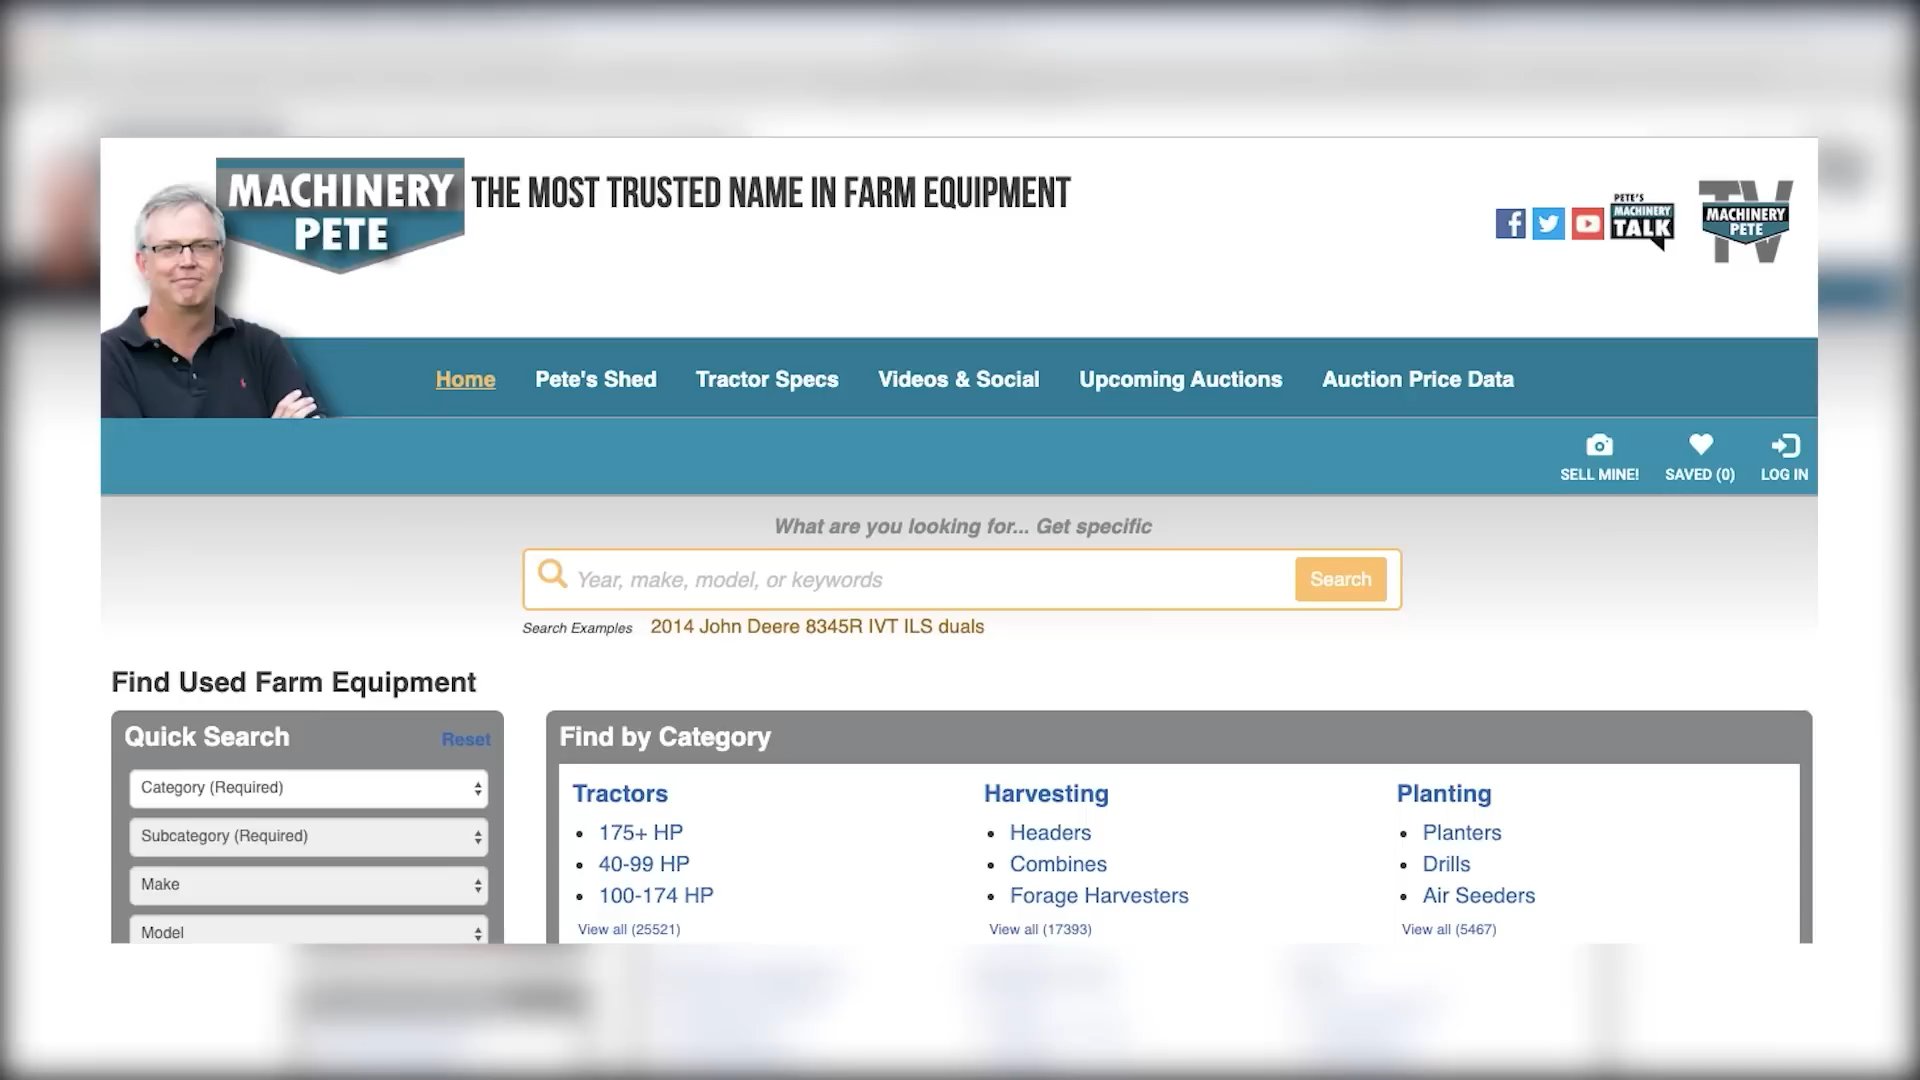 MACHINERY
PETE
THE MOST TRUSTED NAME IN FARM EQUIPMENT
PETE'S
MACHINERY
TALK
TV
MACHINERY
PETE
Home Pete's Shed Tractor Specs Videos & Social Upcoming Auctions Auction Price Data
SELL MINE! SAVED (0) LOG IN
What are you looking for... Get specific
Year, make, model, or keywords Search
Search Examples 2014 John Deere 8345R IVT ILS duals
Find Used Farm Equipment
Quick Search Reset
Category (Required)
Subcategory (Required)
Make
Model
Find by Category
Tractors
175+ HP
40-99 HP
100-174 HP
View all (25521)
Harvesting
Headers
Combines
Forage Harvesters
View all (17393)
Planting
Planters
Drills
Air Seeders
View all (5467)